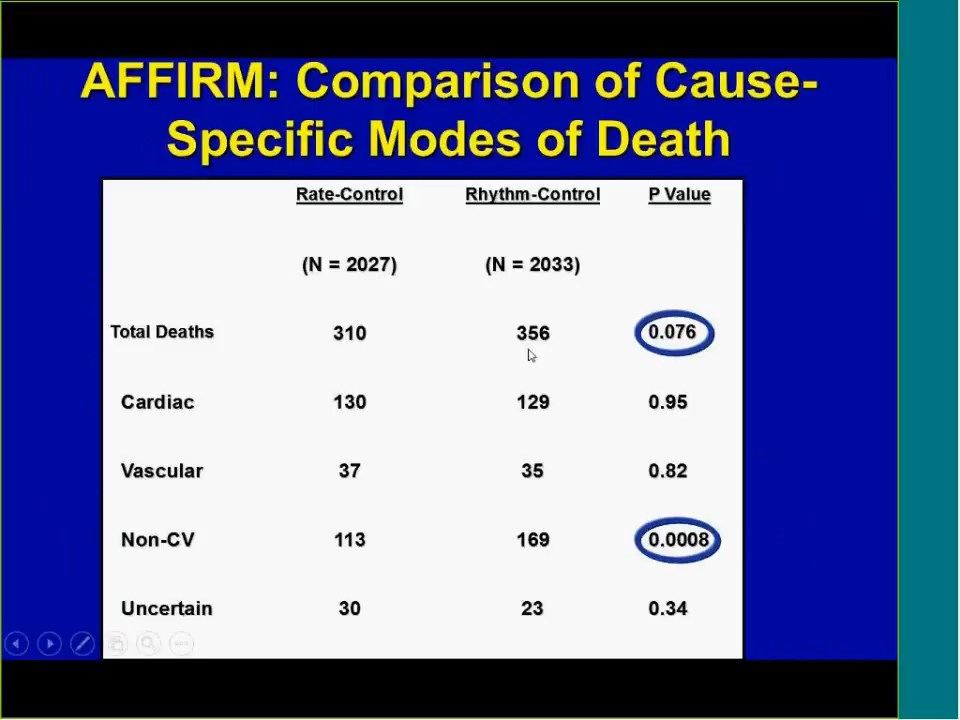 AFFIRM: Comparison of Cause-
Specific Modes of Death
Rate-Control Rhythm-Control P Value
(N = 2027) (N = 2033)
Total Deaths 310 356 0.076
Cardiac 130 129 0.95
Vascular 37 35 0.82
Non-CV 113 169 0.0008
Uncertain 30 23 0.34